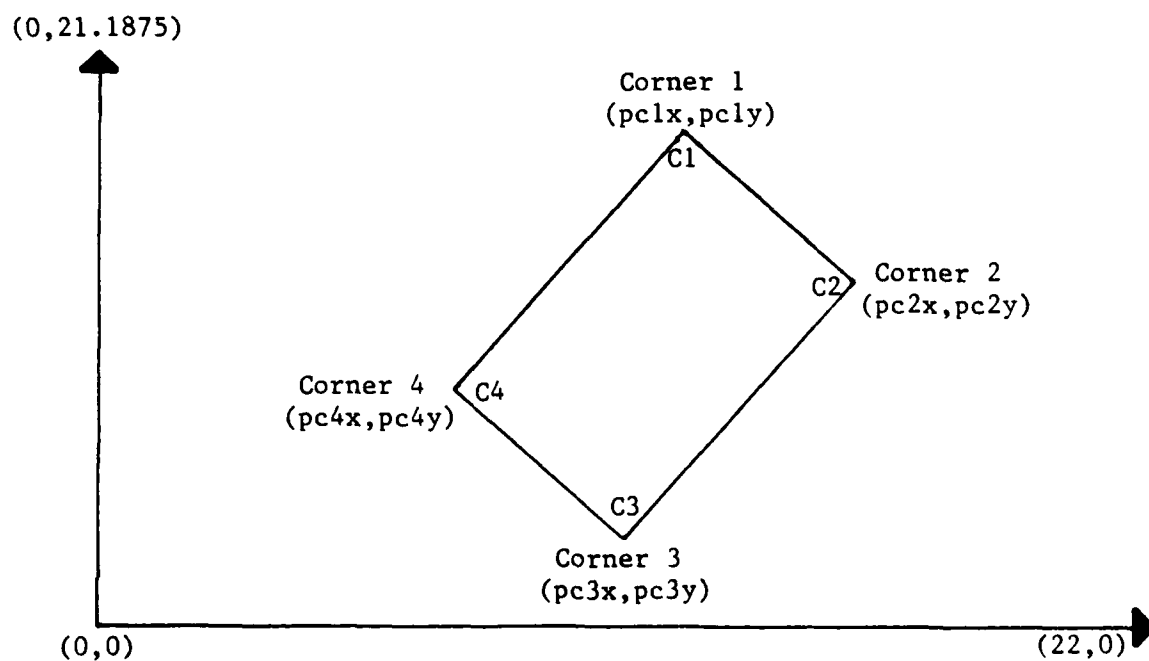 (0,21.1875)
Corner 1
(pc1x,pc1y)
C1
C2
Corner 2
(pc2x,pc2y)
Corner 4
(pc4x,pc4y)
C4
C3
Corner 3
(pc3x,pc3y)
(0,0)
(22,0)